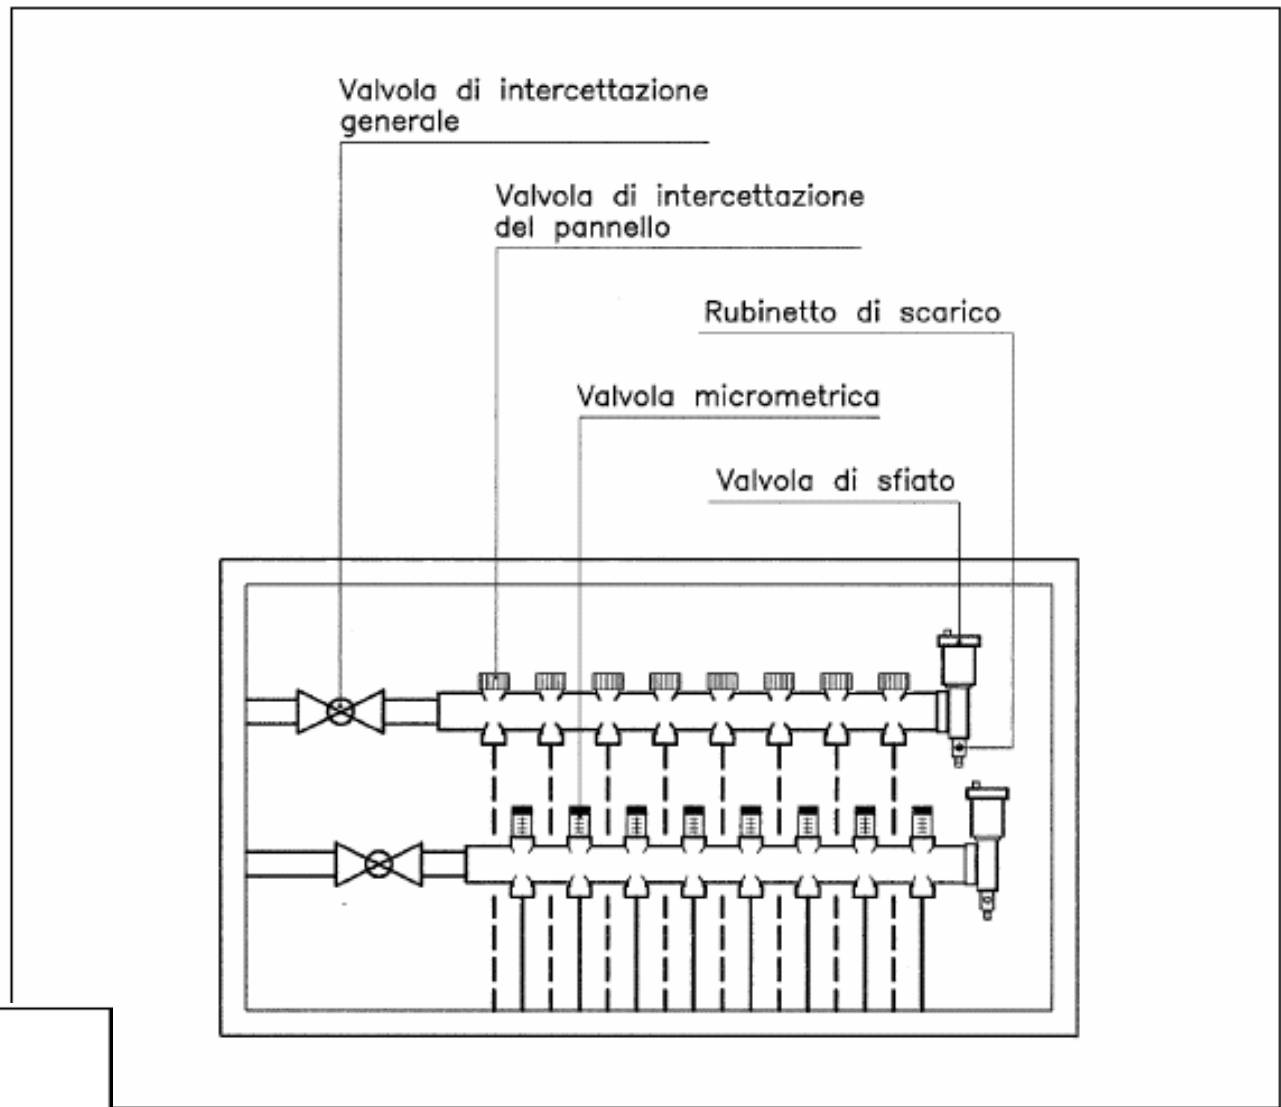 Valvola di intercettazione
generale
Valvola di intercettazione
del pannello
Rubinetto di scarico
Valvola micrometrica
Valvola di sfiato